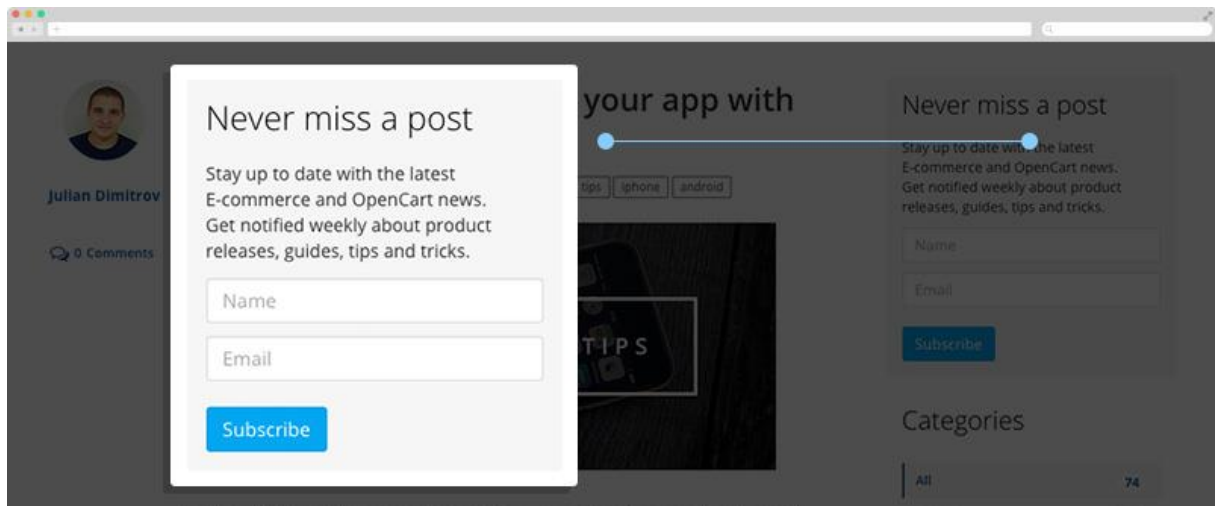 Never miss a post
Stay up to date with the latest
E-commerce and OpenCart news.
Get notified weekly about product
releases, guides, tips and tricks.
Name
Email
Subscribe
Julian Dimitrov
0 Comments
your app with
tips iphone android
TIPS
Never miss a post
Stay up to date with the latest
E-commerce and OpenCart news.
Get notified weekly about product
releases, guides, tips and tricks.
Name
Email
Subscribe
Categories
All 74